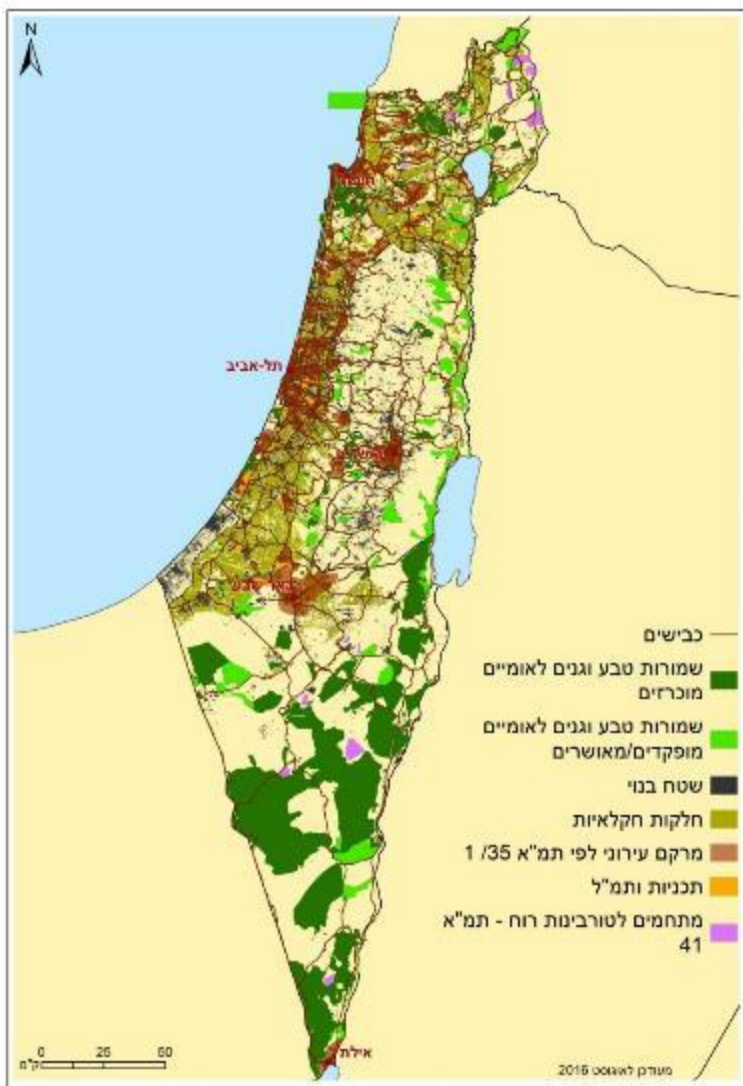 N
תל-אביב
כבישים
שמורות טבע וגנים לאומיים
מוכרזים
שמורות טבע וגנים לאומיים
מופקדים/מאושרים
שטח בנוי
חלקות חקלאיות
מרקם עירוני לפי תמ"א 35/ 1
תכניות ותמ"ל
מתחמים לטורבינות רוח - תמ"א
41
אילת
0 25 50
ק"מ
מעודכן לאוגוסט 2016